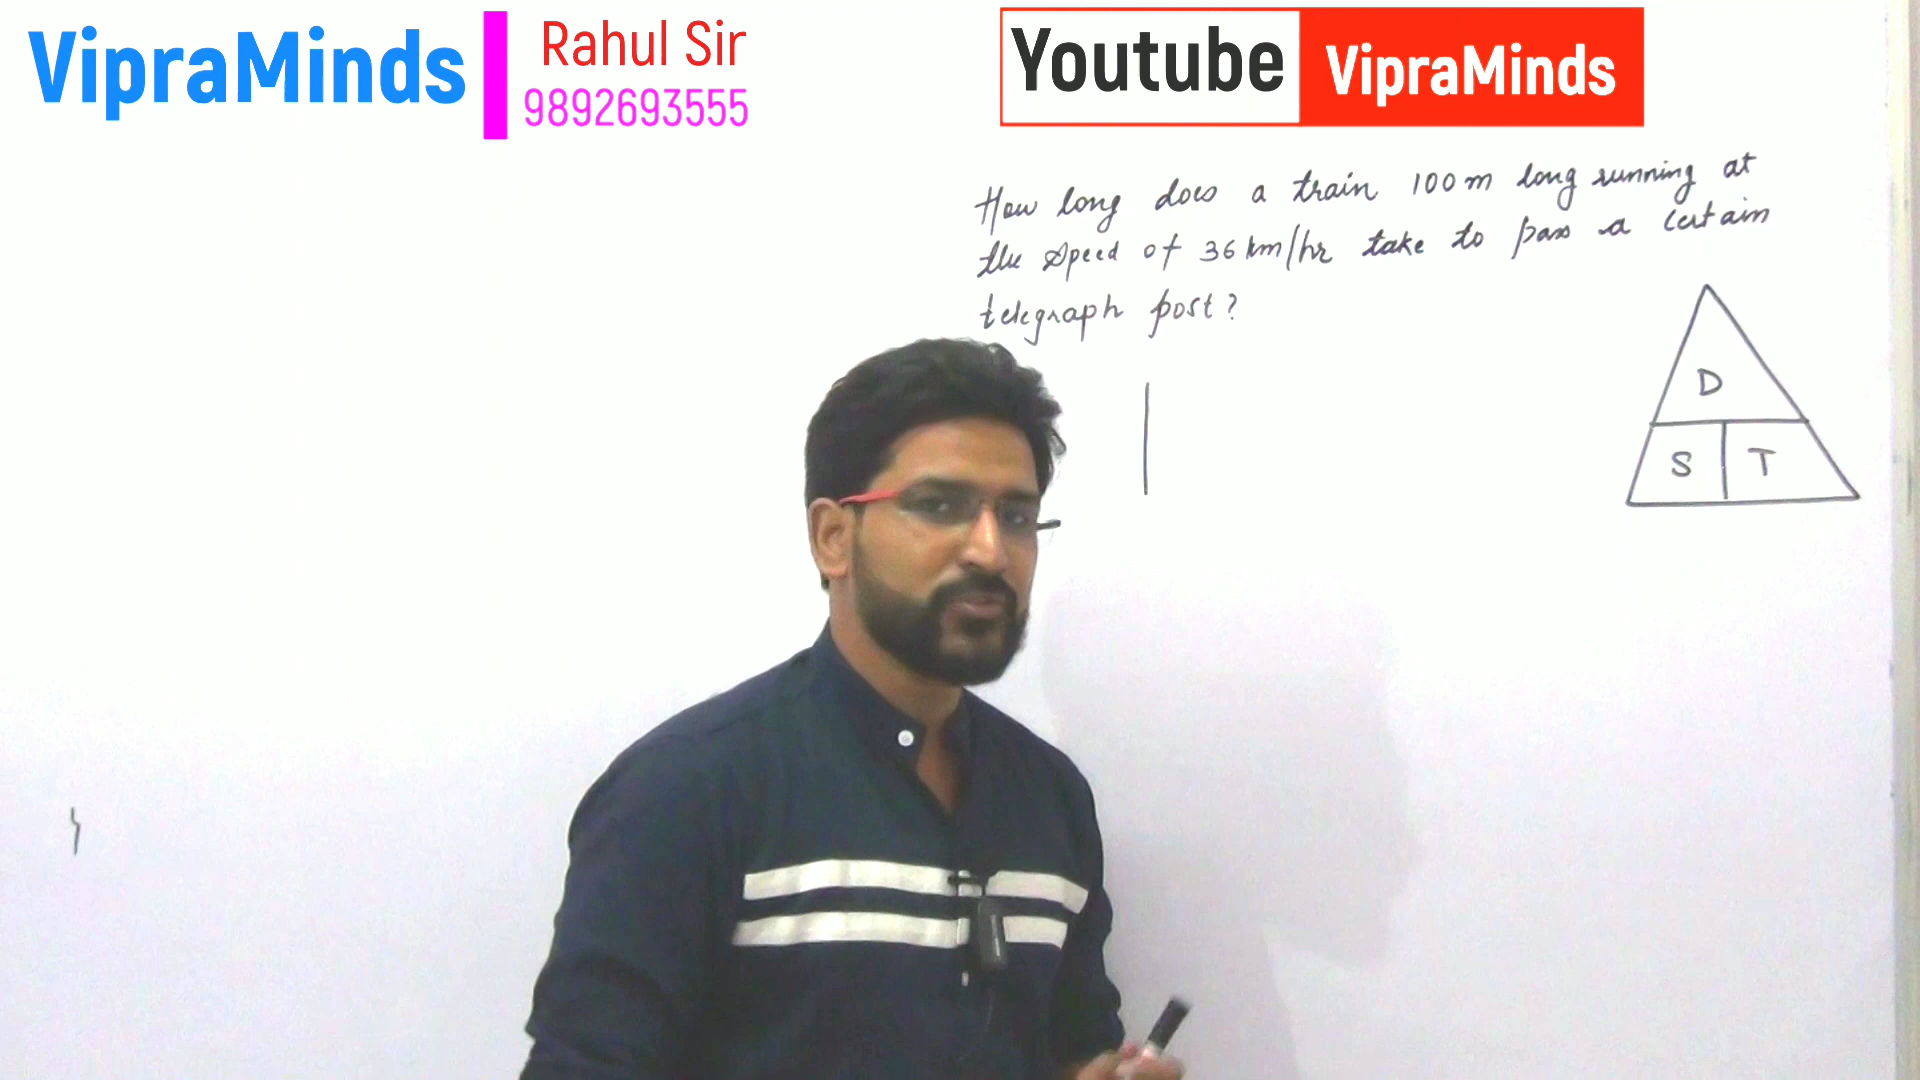 VipraMinds
Rahul Sir
9892693555
Youtube VipraMinds
How long does a train 100m long running at
the speed of 36 km/hr take to pass a certain
telegraph post?
D
S T